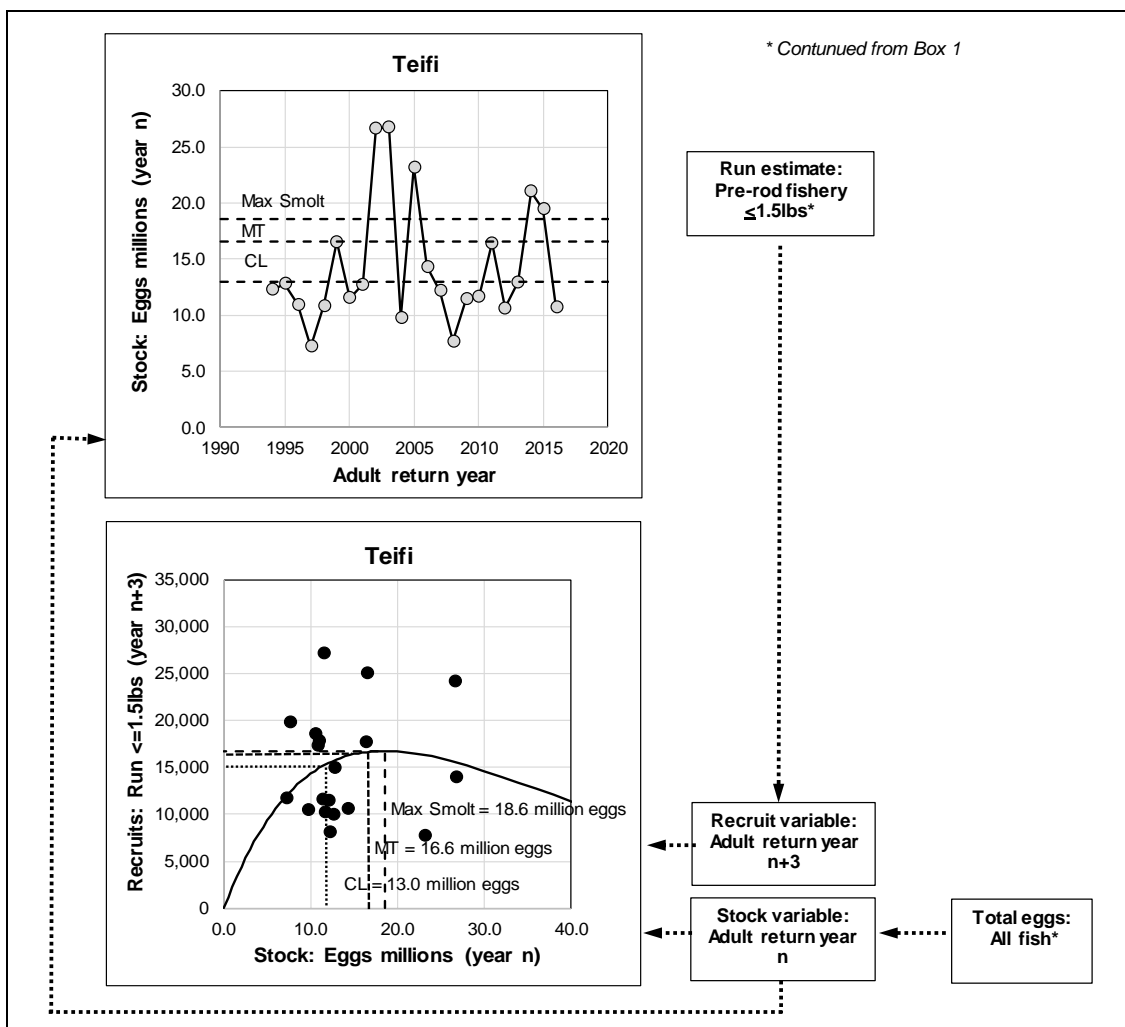 * Contunued from Box 1
Teifi
Stock: Eggs millions (year n)
30.0
25.0
20.0
15.0
10.0
5.0
0.0
Max Smolt
MT
CL
1990 1995 2000 2005 2010 2015 2020
Adult return year
Run estimate:
Pre-rod fishery
≤1.5lbs*
Teifi
Recruits: Run <=1.5lbs (year n+3)
35,000
30,000
25,000
20,000
15,000
10,000
5,000
0
Max Smolt = 18.6 million eggs
MT = 16.6 million eggs
CL = 13.0 million eggs
0.0 10.0 20.0 30.0 40.0
Stock: Eggs millions (year n)
Recruit variable:
Adult return year
n+3
Stock variable:
Adult return year
n
Total eggs:
All fish*